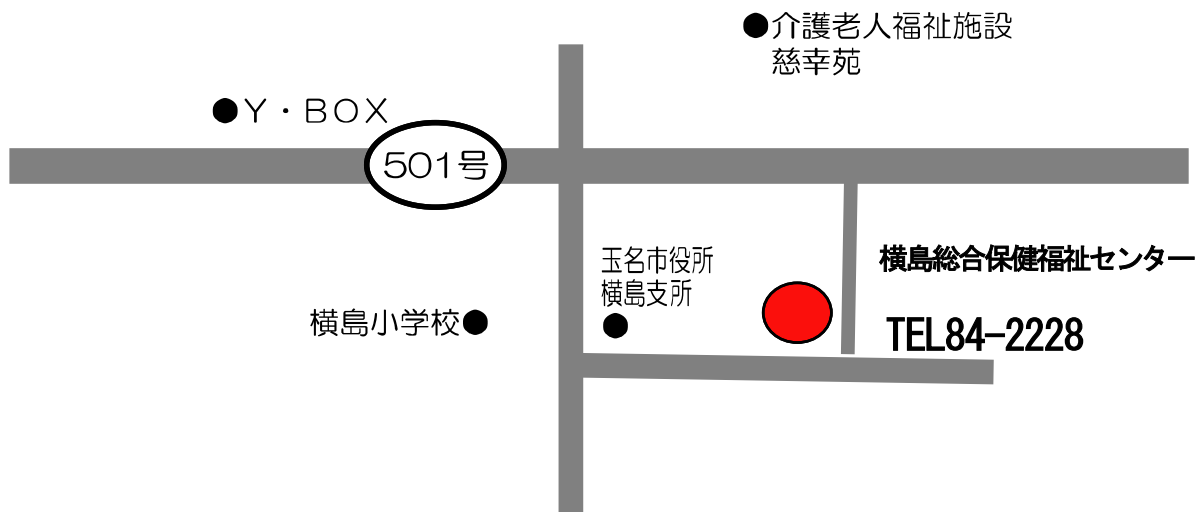 ●介護老人福祉施設
慈幸苑
●Y・BOX
501号
玉名市役所
横島支所
●
横島総合保健福祉センター
横島小学校●
TEL84-2228